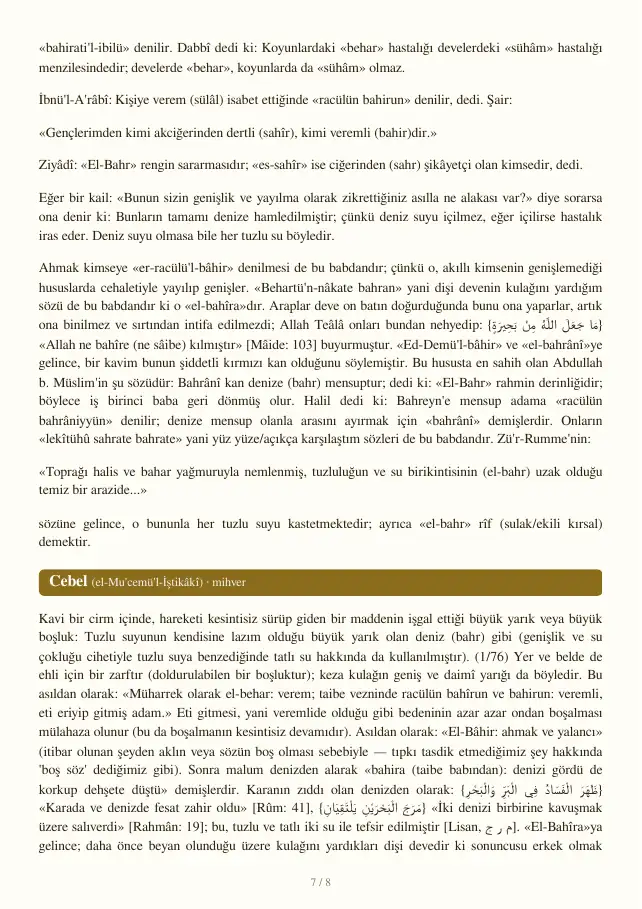 «bahirati'l-ibilü» denilir. Dabbî dedi ki: Koyunlardaki «behar» hastalığı develerdeki «sühâm» hastalığı
menzilesindedir; develerde «behar», koyunlarda da «sühâm» olmaz.
İbnü'l-A'râbî: Kişiye verem (sülâl) isabet ettiğinde «racülün bahirun» denilir, dedi. Şair:
«Gençlerimden kimi akciğerinden dertli (sahîr), kimi veremli (bahir)dir.»
Ziyâdî: «El-Bahr» rengin sararmasıdır; «es-sahîr» ise ciğerinden (sahr) şikâyetçi olan kimsedir, dedi.
Eğer bir kail: «Bunun sizin genişlik ve yayılma olarak zikrettiğiniz asılla ne alakası var?» diye sorarsa
ona denir ki: Bunların tamamı denize hamledilmiştir; çünkü deniz suyu içilmez, eğer içilirse hastalık
iras eder. Deniz suyu olmasa bile her tuzlu su böyledir.
Ahmak kimseye «er-racülü'l-bâhir» denilmesi de bu babdandır; çünkü o, akıllı kimsenin genişlemediği
hususlarda cehaletiyle yayılıp genişler. «Behartü'n-nâkate bahran» yani dişi devenin kulağını yardığım
sözü de bu babdandır ki o «el-bahîra»dır. Araplar deve on batın doğurduğunda bunu ona yaparlar, artık
ona binilmez ve sırtından intifa edilmezdi; Allah Teâlâ onları bundan nehyedip: {مَا جَعَلَ اللَّهُ مِنْ بَحِيرَةٍ}
«Allah ne bahîre (ne sâibe) kılmıştır» [Mâide: 103] buyurmuştur. «Ed-Demü'l-bâhir» ve «el-bahrânî»ye
gelince, bir kavim bunun şiddetli kırmızı kan olduğunu söylemiştir. Bu hususta en sahih olan Abdullah
b. Müslim'in şu sözüdür: Bahrânî kan denize (bahr) mensuptur; dedi ki: «El-Bahr» rahmin derinliğidir;
böylece iş birinci baba geri dönmüş olur. Halil dedi ki: Bahreyn'e mensup adama «racülün
bahrâniyyün» denilir; denize mensup olanla arasını ayırmak için «bahrânî» demişlerdir. Onların
«lekîtühû sahrate bahrate» yani yüz yüze/açıkça karşılaştım sözleri de bu babdandır. Zü'r-Rumme'nin:
«Toprağı halis ve bahar yağmuruyla nemlenmiş, tuzluluğun ve su birikintisinin (el-bahr) uzak olduğu
temiz bir arazide...»
sözüne gelince, o bununla her tuzlu suyu kastetmektedir; ayrıca «el-bahr» rîf (sulak/ekili kırsal)
demektir.
Cebel (el-Mu'cemü'l-İştikâkî) · mihver
Kavi bir cirm içinde, hareketi kesintisiz sürüp giden bir maddenin işgal ettiği büyük yarık veya büyük
boşluk: Tuzlu suyunun kendisine lazım olduğu büyük yarık olan deniz (bahr) gibi (genişlik ve su
çokluğu cihetiyle tuzlu suya benzediğinde tatlı su hakkında da kullanılmıştır). (1/76) Yer ve belde de
ehli için bir zarftır (doldurulabilen bir boşluktur); keza kulağın geniş ve daimî yarığı da böyledir. Bu
asıldan olarak: «Müharrek olarak el-behar: verem; taibe vezninde racülün bahîrun ve bahirun: veremli,
eti eriyip gitmiş adam.» Eti gitmesi, yani veremlide olduğu gibi bedeninin azar azar ondan boşalması
mülahaza olunur (bu da boşalmanın kesintisiz devamıdır). Asıldan olarak: «El-Bâhir: ahmak ve yalancı»
(itibar olunan şeyden aklın veya sözün boş olması sebebiyle — tıpkı tasdik etmediğimiz şey hakkında
'boş söz' dediğimiz gibi). Sonra malum denizden alarak «bahira (taibe babından): denizi gördü de
korkup dehşete düştü» demişlerdir. Karanın zıddı olan denizden olarak: {ظَهَرَ الْفَسَادُ فِي الْبَرِّ وَالْبَحْرِ}
«Karada ve denizde fesat zahir oldu» [Rûm: 41], {مَرَجَ الْبَحْرَيْنِ يَلْتَقِيَانِ} «İki denizi birbirine kavuşmak
üzere salıverdi» [Rahmân: 19]; bu, tuzlu ve tatlı iki su ile tefsir edilmiştir [Lisan, م ر ج]. «El-Bahîra»ya
gelince; daha önce beyan olunduğu üzere kulağını yardıkları dişi devedir ki sonuncusu erkek olmak
7 / 8